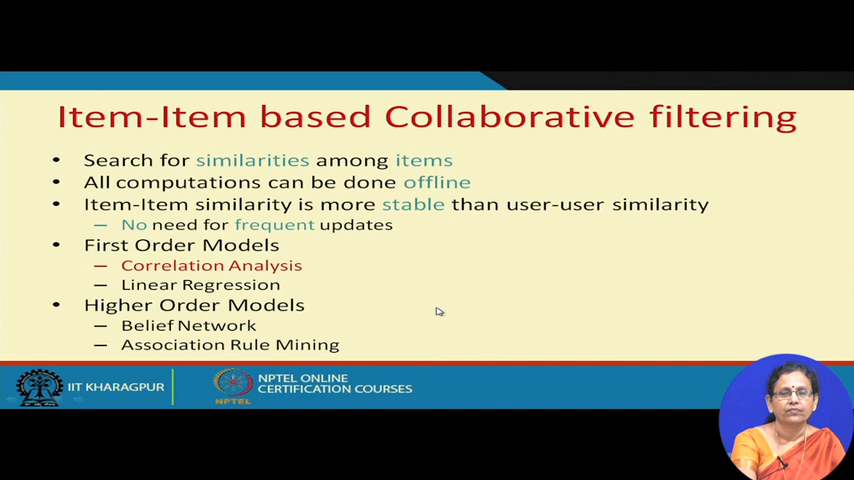 Item-Item based Collaborative filtering
• Search for similarities among items
• All computations can be done offline
• Item-Item similarity is more stable than user-user similarity
– No need for frequent updates
• First Order Models
– Correlation Analysis
– Linear Regression
• Higher Order Models
– Belief Network
– Association Rule Mining
IIT KHARAGPUR
NPTEL ONLINE
CERTIFICATION COURSES
NPTEL